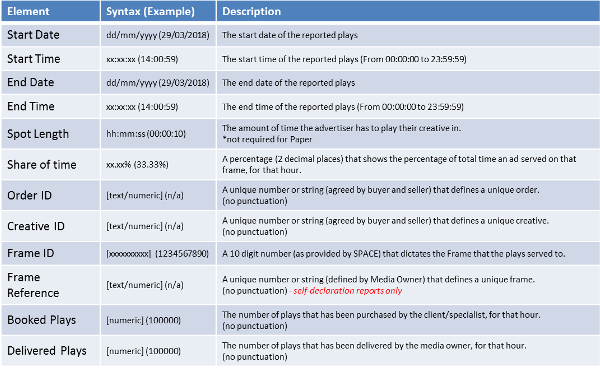 Element Syntax (Example) Description
Start Date dd/mm/yyyy (29/03/2018) The start date of the reported plays
Start Time xx:xx:xx (14:00:59) The start time of the reported plays (From 00:00:00 to 23:59:59)
End Date dd/mm/yyyy (29/03/2018) The end date of the reported plays
End Time xx:xx:xx (14:00:59) The end time of the reported plays (From 00:00:00 to 23:59:59)
Spot Length hh:mm:ss (00:00:10) The amount of time the advertiser has to play their creative in.
*not required for Paper
Share of time xx.xx% (33.33%) A percentage (2 decimal places) that shows the percentage of total time an ad served on that
frame, for that hour.
Order ID [text/numeric] (n/a) A unique number or string (agreed by buyer and seller) that defines a unique order.
(no punctuation)
Creative ID [text/numeric] (n/a) A unique number or string (agreed by buyer and seller) that defines a unique creative.
(no punctuation)
Frame ID [xxxxxxxxxx] (1234567890) A 10 digit number (as provided by SPACE) that dictates the Frame that the plays served to.
Frame
Reference [text/numeric] (n/a) A unique number or string (defined by Media Owner) that defines a unique frame.
(no punctuation) - self-declaration reports only
Booked Plays [numeric] (100000) The number of plays that has been purchased by the client/specialist, for that hour.
(no punctuation)
Delivered Plays [numeric] (100000) The number of plays that has been delivered by the media owner, for that hour.
(no punctuation)